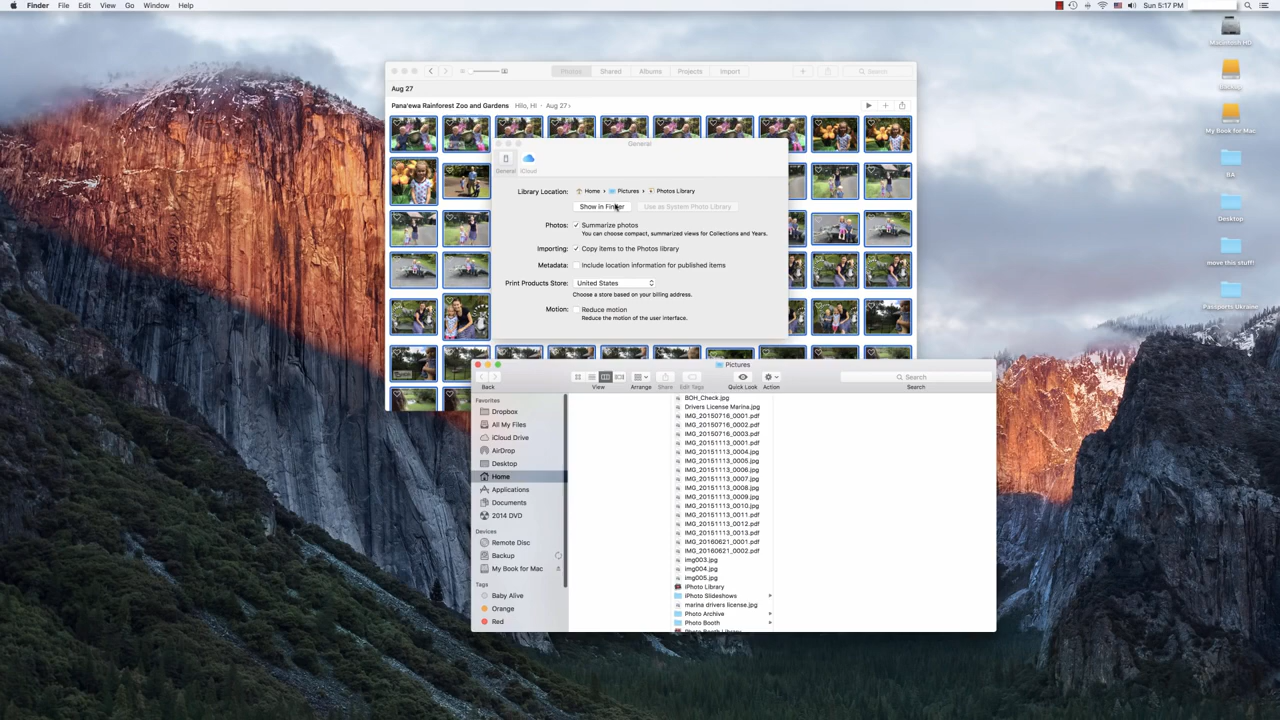 Finder File Edit View Go Window Help
Sun 5:17 PM
Macintosh HD
Backup
My Book for Mac
BA
Desktop
move this stuff!
Passports Ukraine
Photos Shared Albums Projects Import
Search
Aug 27
Pana'ewa Rainforest Zoo and Gardens Hilo, HI · Aug 27 ›
General
General iCloud
Library Location: Home › Pictures › Photos Library
Show in Finder Use as System Photo Library
Photos: ✓ Summarize photos
You can choose compact, summarized views for Collections and Years.
Importing: ✓ Copy items to the Photos library
Metadata: Include location information for published items
Print Products Store: United States
Choose a store based on your billing address.
Motion: Reduce motion
Reduce the motion of the user interface.
Pictures
Search
Back View Arrange Share Edit Tags Quick Look Action Search
Favorites
Dropbox
All My Files
iCloud Drive
AirDrop
Desktop
Home
Applications
Documents
2014 DVD
Devices
Remote Disc
Backup
My Book for Mac
Tags
Baby Alive
Orange
Red
BOH_Check.jpg
Drivers License Marina.jpg
IMG_20150716_0001.pdf
IMG_20150716_0002.pdf
IMG_20150716_0003.pdf
IMG_20151113_0001.jpg
IMG_20151113_0004.jpg
IMG_20151113_0005.jpg
IMG_20151113_0006.jpg
IMG_20151113_0007.jpg
IMG_20151113_0008.jpg
IMG_20151113_0009.jpg
IMG_20151113_0010.jpg
IMG_20151113_0011.pdf
IMG_20151113_0012.pdf
IMG_20151113_0013.pdf
IMG_20160621_0001.pdf
IMG_20160621_0002.pdf
img003.jpg
img004.jpg
img005.jpg
iPhoto Library
iPhoto Slideshows
marina drivers license.jpg
Photo Archive
Photo Booth
Photo Booth Library